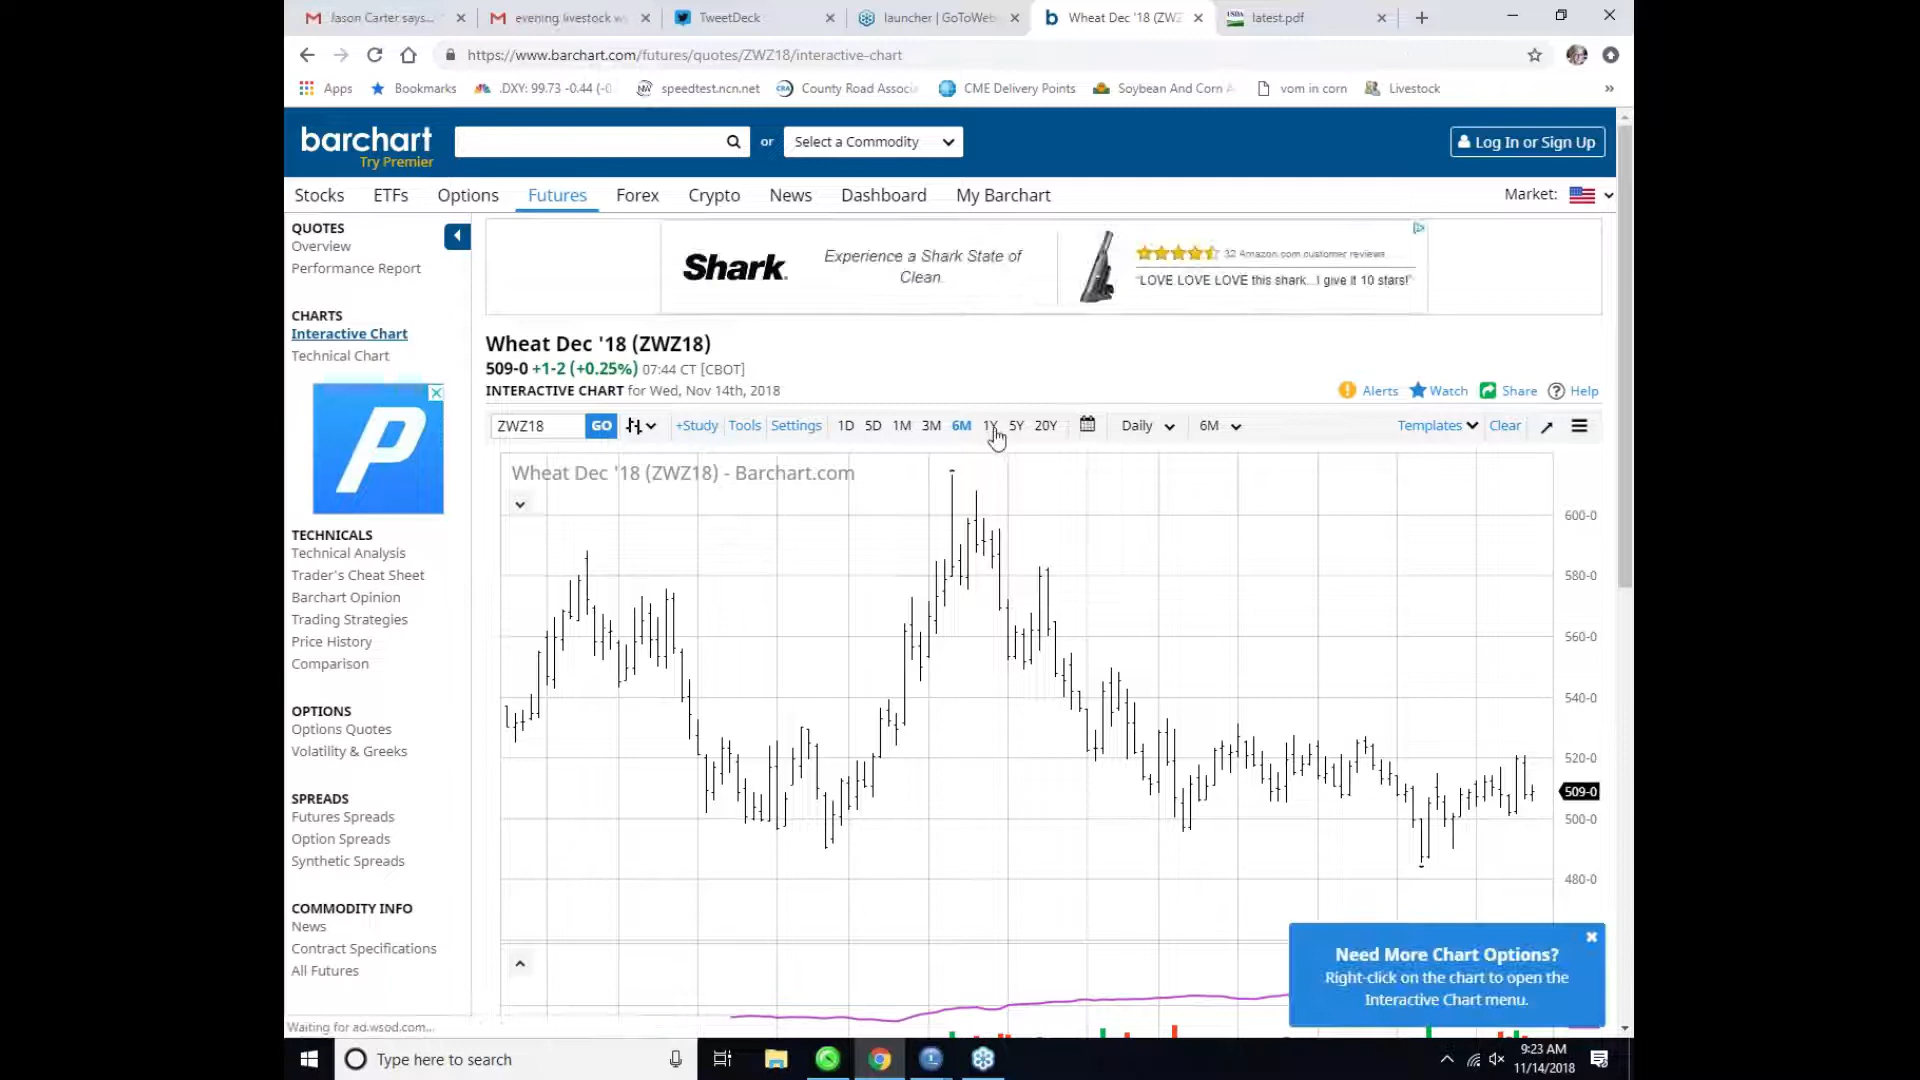 Jason Carter says...
evening livestock w
TweetDeck
launcher | GoToWeb
Wheat Dec '18 (ZWZ
latest.pdf
https://www.barchart.com/futures/quotes/ZWZ18/interactive-chart
Apps
Bookmarks
.DXY: 99.73 -0.44 (-0
speedtest.ncn.net
County Road Associa
CME Delivery Points
Soybean And Corn A
vom in corn
Livestock
»
barchart
Try Premier
or
Select a Commodity
Log In or Sign Up
Stocks
ETFs
Options
Futures
Forex
Crypto
News
Dashboard
My Barchart
Market:
QUOTES
Overview
Performance Report
CHARTS
Interactive Chart
Technical Chart
P
TECHNICALS
Technical Analysis
Trader's Cheat Sheet
Barchart Opinion
Trading Strategies
Price History
Comparison
OPTIONS
Options Quotes
Volatility & Greeks
SPREADS
Futures Spreads
Option Spreads
Synthetic Spreads
COMMODITY INFO
News
Contract Specifications
All Futures
Waiting for ad.wsod.com...
Shark.
Experience a Shark State of
Clean.
32 Amazon.com customer reviews
"LOVE LOVE LOVE this shark...I give it 10 stars!"
Wheat Dec '18 (ZWZ18)
509-0 +1-2 (+0.25%) 07:44 CT [CBOT]
INTERACTIVE CHART for Wed, Nov 14th, 2018
Alerts
Watch
Share
Help
ZWZ18
GO
+Study
Tools
Settings
1D
5D
1M
3M
6M
1Y
5Y
20Y
Daily
6M
Templates
Clear
Wheat Dec '18 (ZWZ18) - Barchart.com
600-0
580-0
560-0
540-0
520-0
509-0
500-0
480-0
Need More Chart Options?
Right-click on the chart to open the
Interactive Chart menu.
Type here to search
9:23 AM
11/14/2018